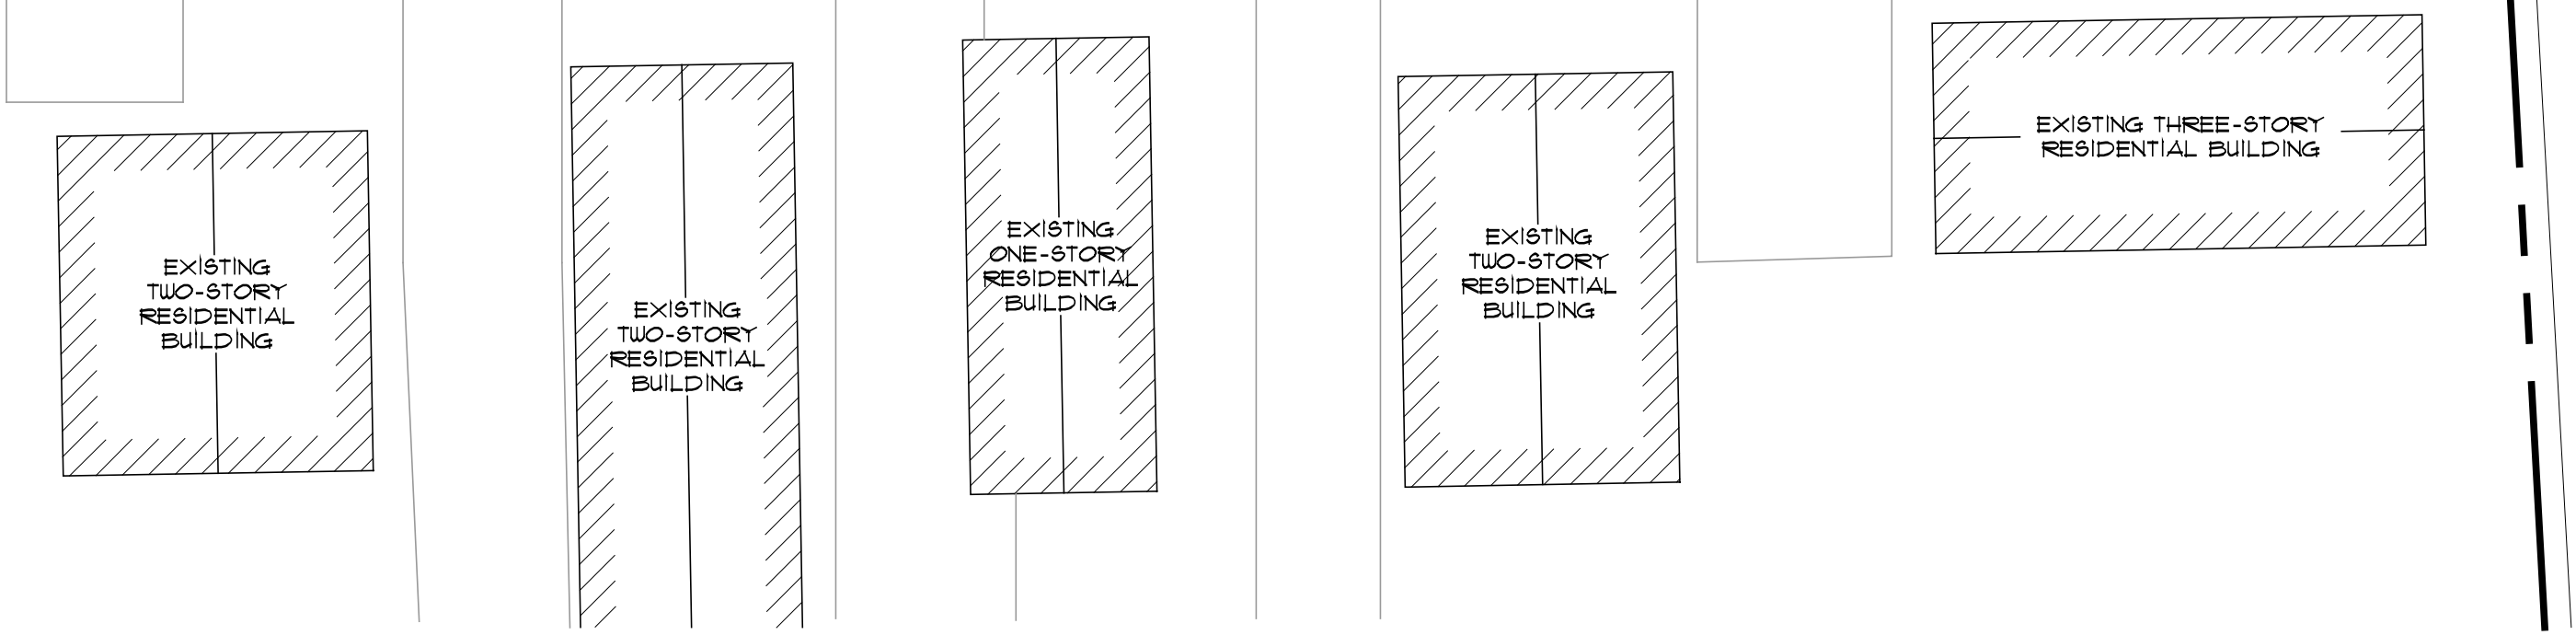 EXISTING
TWO-STORY
RESIDENTIAL
BUILDING
EXISTING
TWO-STORY
RESIDENTIAL
BUILDING
EXISTING
ONE-STORY
RESIDENTIAL
BUILDING
EXISTING
TWO-STORY
RESIDENTIAL
BUILDING
EXISTING THREE-STORY
RESIDENTIAL BUILDING